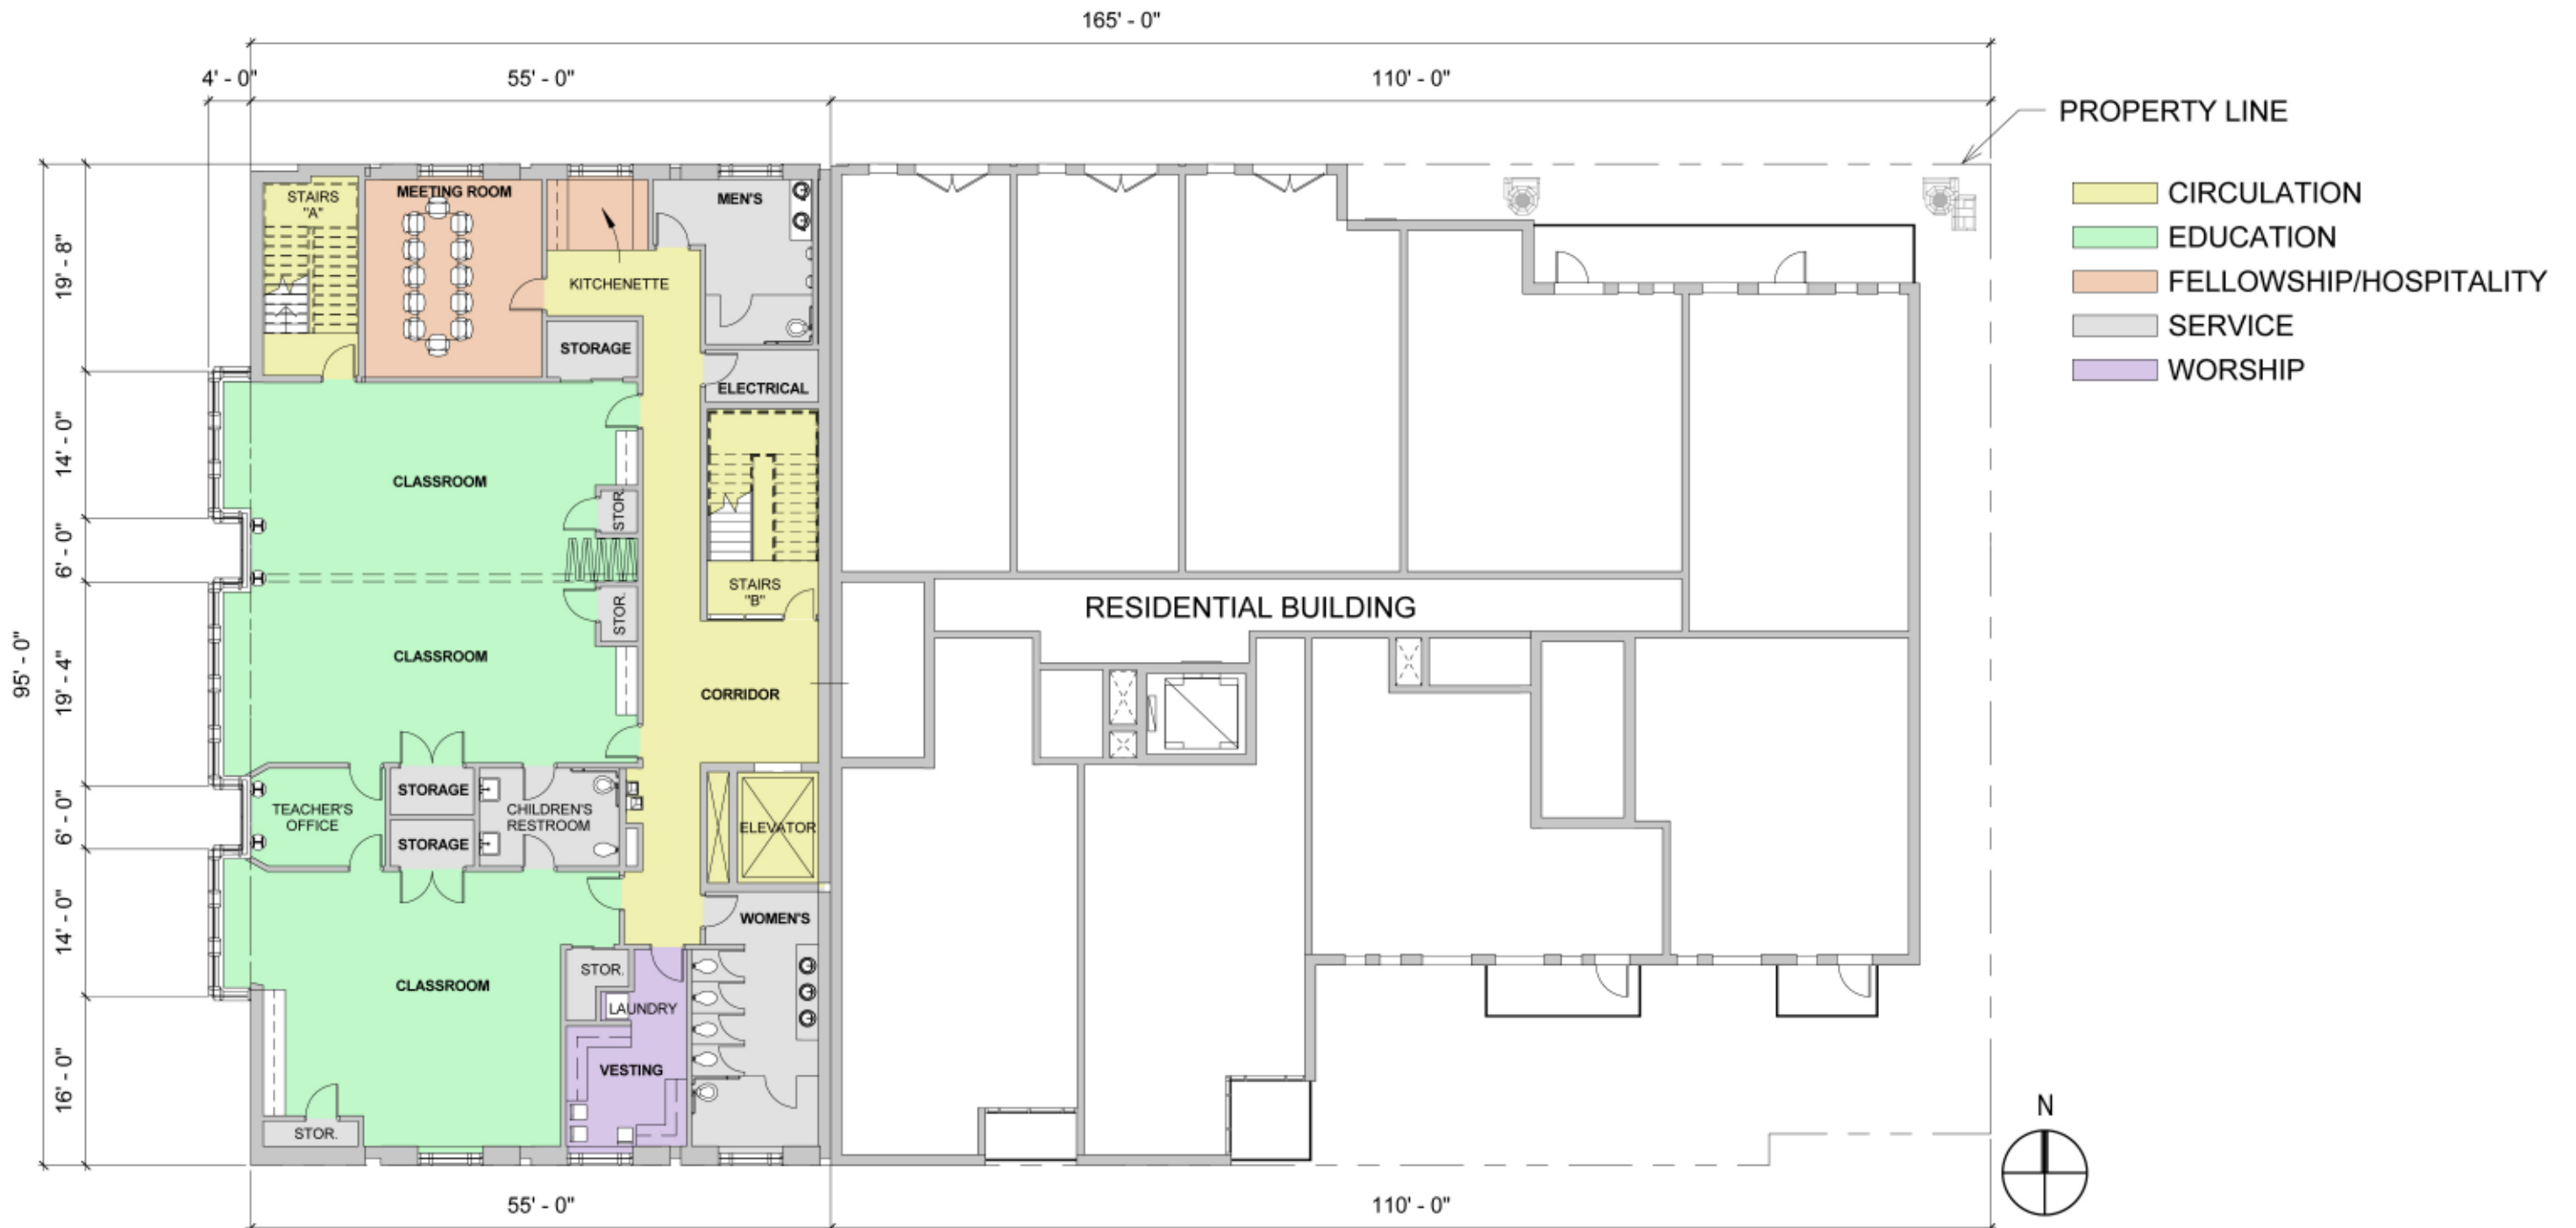 165' - 0"
4' - 0"
55' - 0"
110' - 0"
PROPERTY LINE
CIRCULATION
EDUCATION
FELLOWSHIP/HOSPITALITY
SERVICE
WORSHIP
95' - 0"
19' - 8"
14' - 0"
6' - 0"
19' - 4"
6' - 0"
14' - 0"
16' - 0"
STAIRS
"A"
MEETING ROOM
MEN'S
KITCHENETTE
STORAGE
ELECTRICAL
CLASSROOM
STOR.
STAIRS
"B"
STOR.
RESIDENTIAL BUILDING
CLASSROOM
CORRIDOR
TEACHER'S
OFFICE
STORAGE
STORAGE
CHILDREN'S
RESTROOM
ELEVATOR
WOMEN'S
CLASSROOM
STOR.
LAUNDRY
VESTING
STOR.
N
55' - 0"
110' - 0"